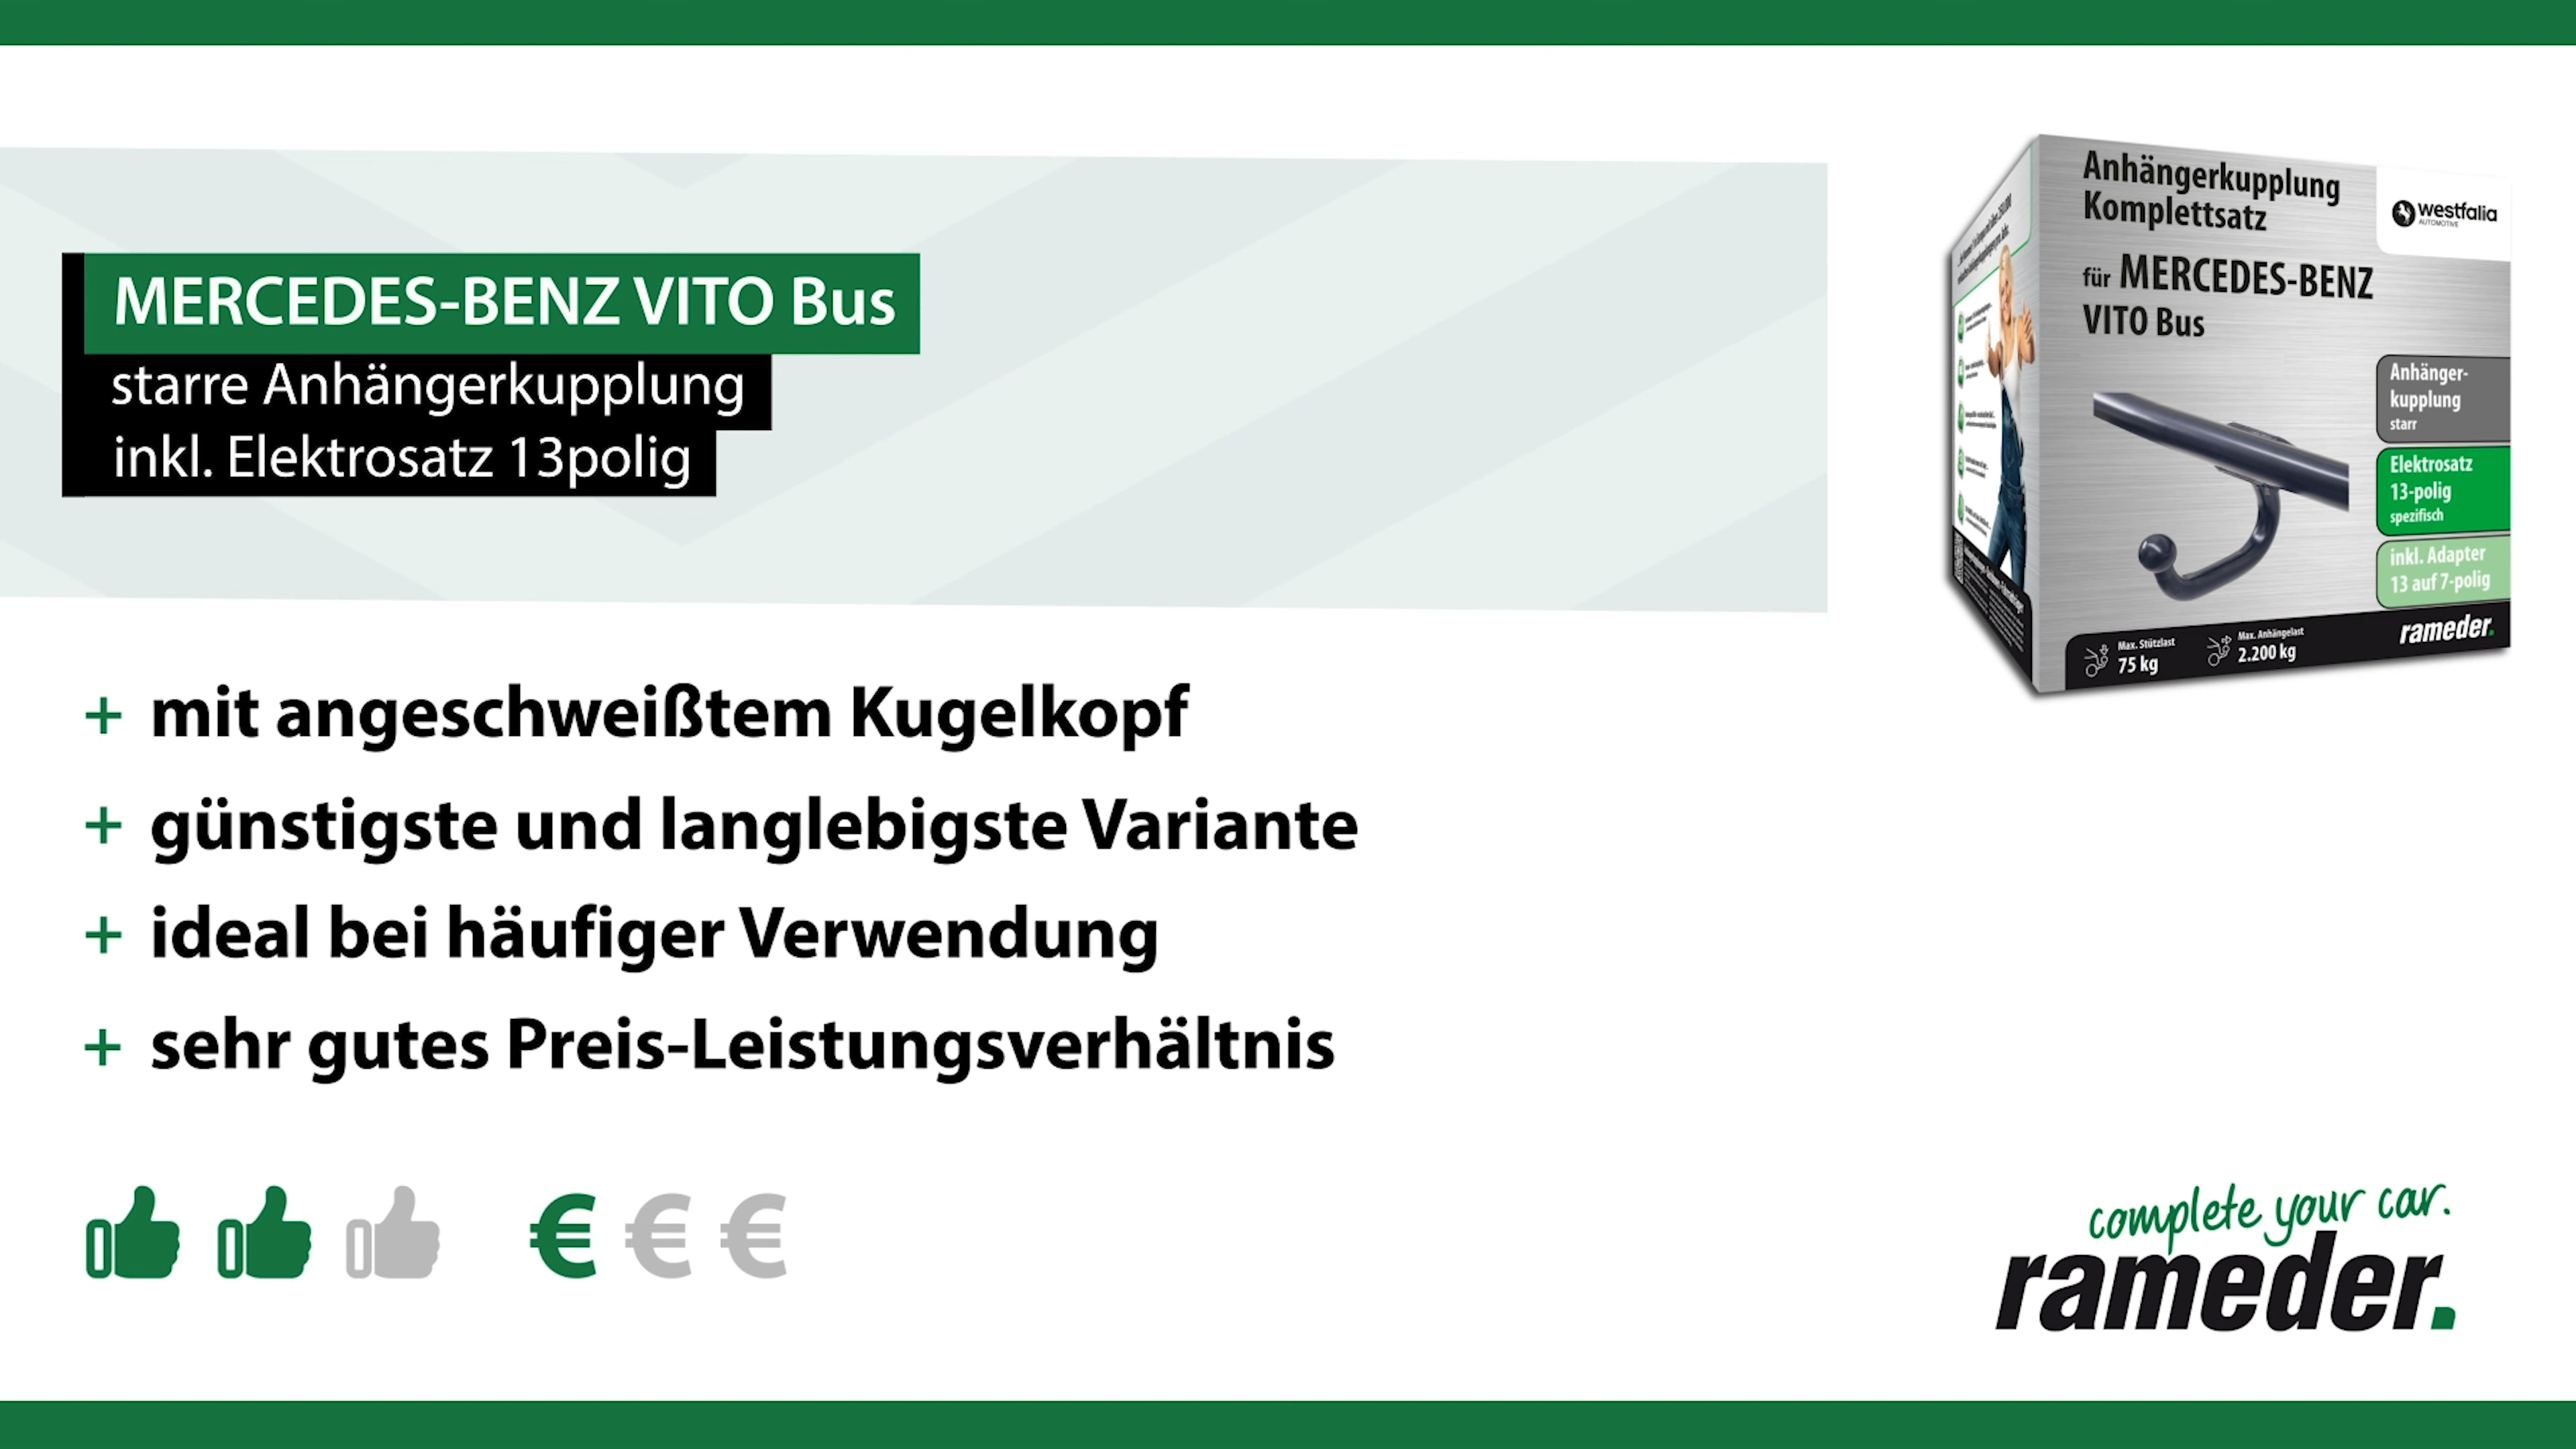 MERCEDES-BENZ VITO Bus
starre Anhängerkupplung
inkl. Elektrosatz 13polig
Anhängerkupplung
Komplettsatz
westfalia
AUTOMOTIVE
für MERCEDES-BENZ
VITO Bus
Anhänger-
kupplung
starr
Elektrosatz
13-polig
spezifisch
inkl. Adapter
13 auf 7-polig
Max. Stützlast
75 kg
Max. Anhängelast
2.200 kg
rameder.
+ mit angeschweißtem Kugelkopf
+ günstigste und langlebigste Variante
+ ideal bei häufiger Verwendung
+ sehr gutes Preis-Leistungsverhältnis
€ € €
complete your car.
rameder.